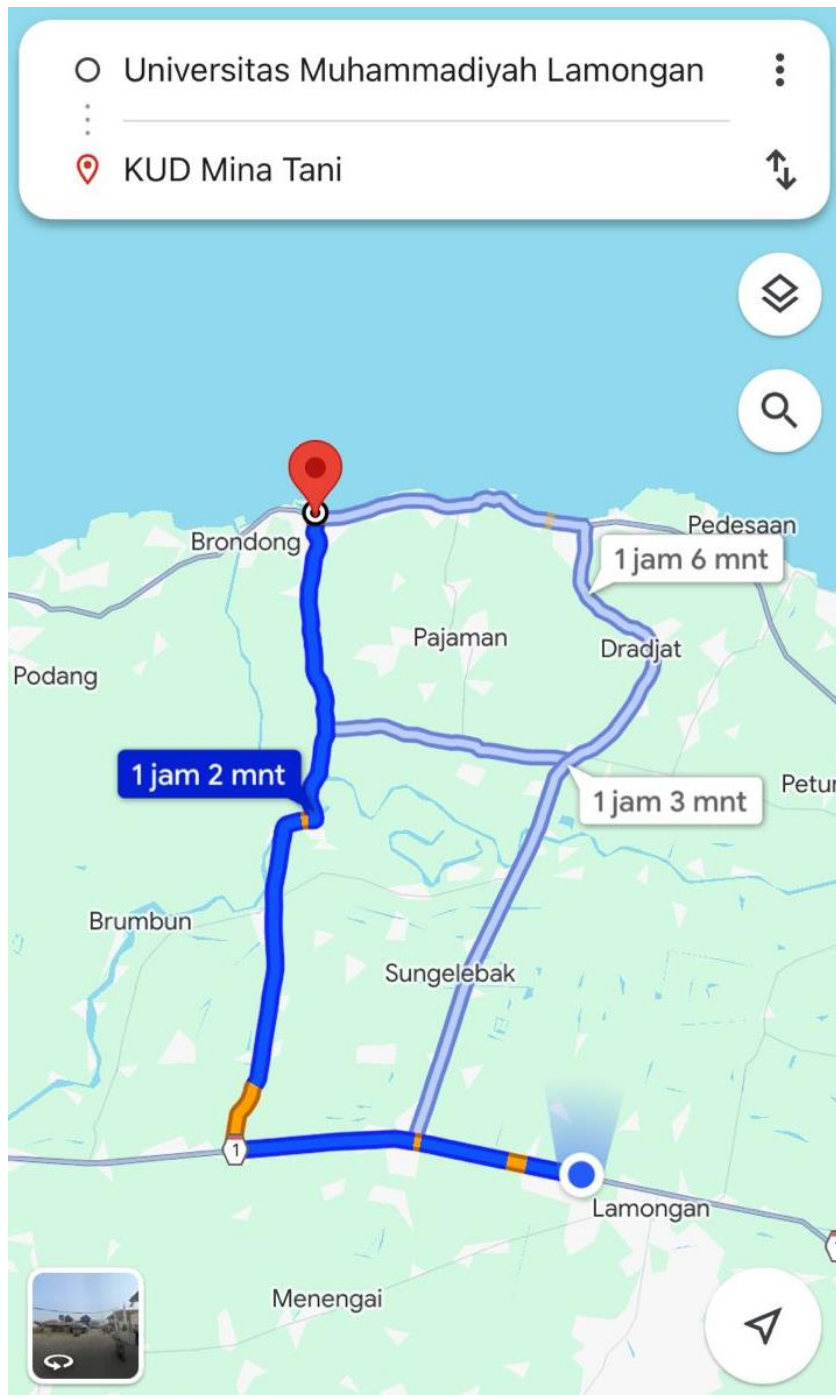 Universitas Muhammadiyah Lamongan
KUD Mina Tani
Brondong
Pedesaan
1 jam 6 mnt
Pajaman
Dradjat
Podang
1 jam 2 mnt
1 jam 3 mnt
Petur
Brumbun
Sungelebak
1
Lamongan
Menengai